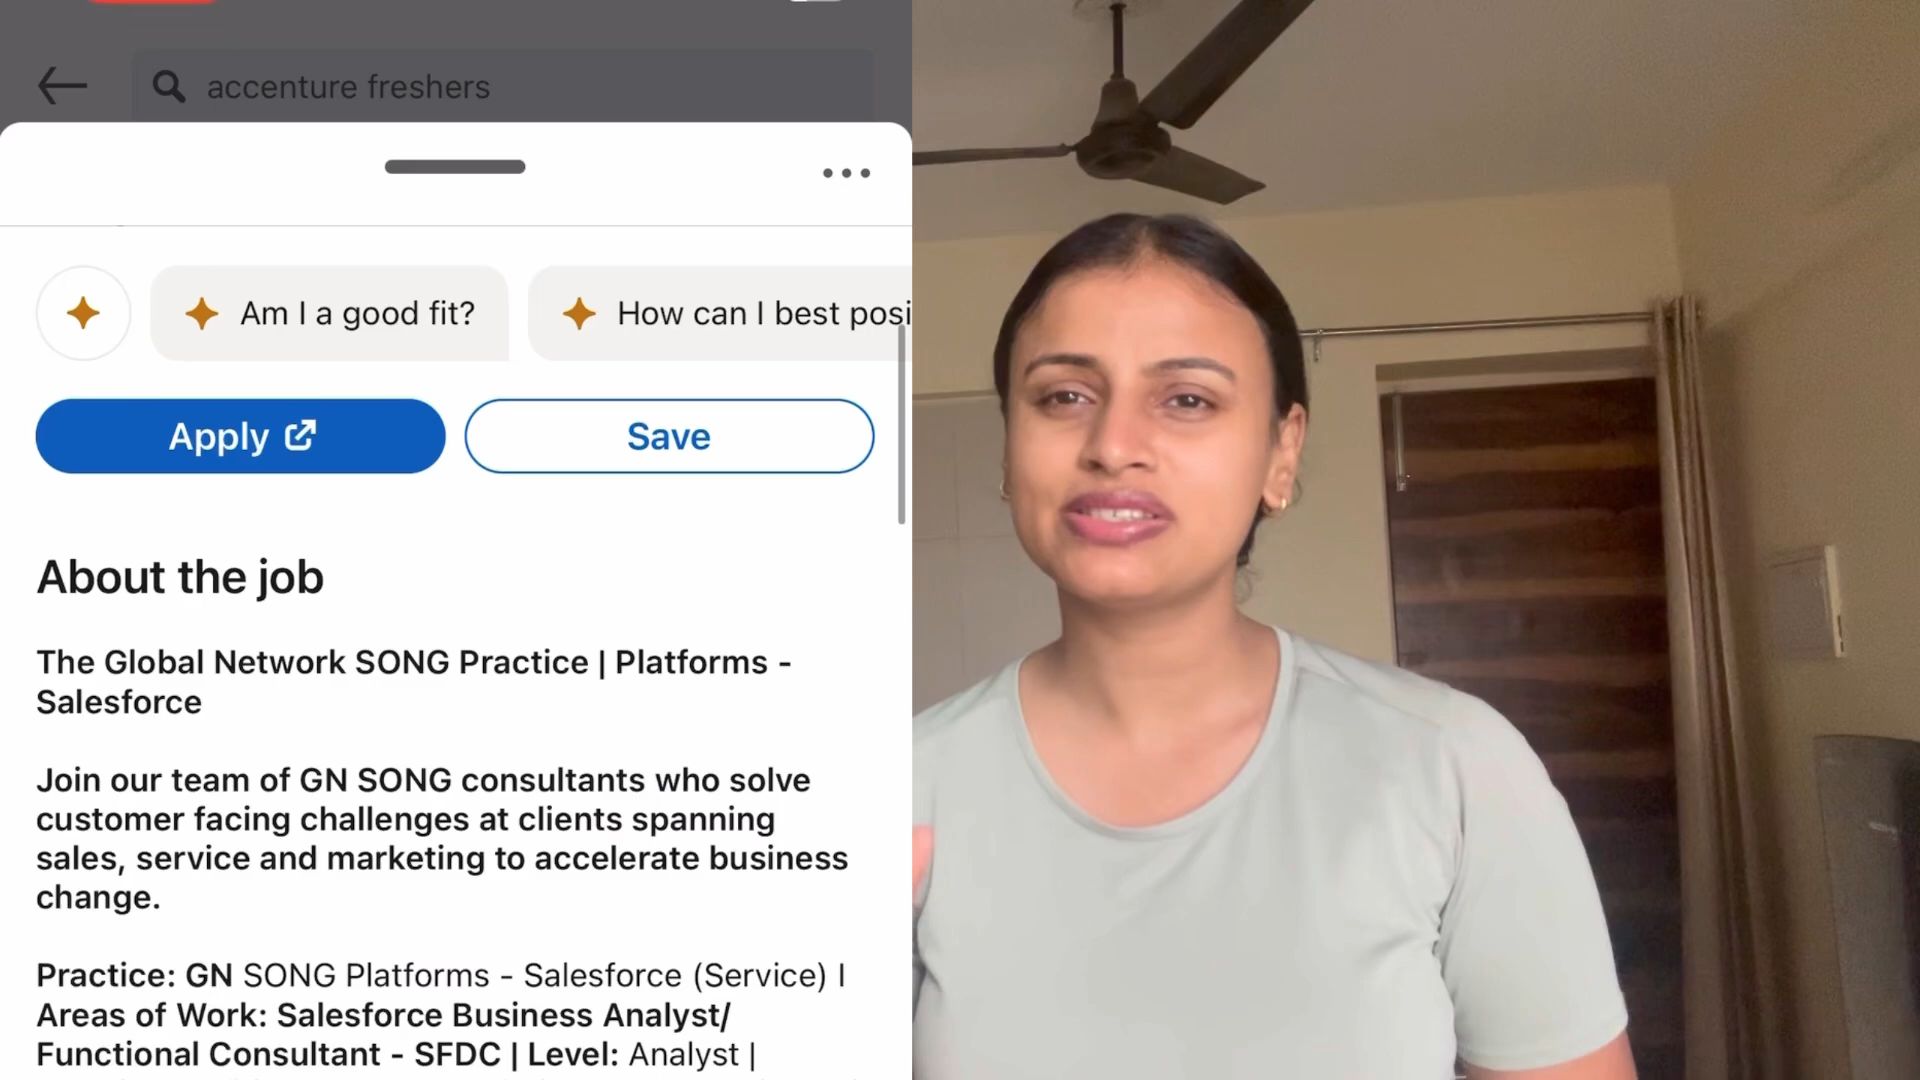 accenture freshers
Am I a good fit?
How can I best posi
Apply
Save
About the job
The Global Network SONG Practice | Platforms -
Salesforce
Join our team of GN SONG consultants who solve
customer facing challenges at clients spanning
sales, service and marketing to accelerate business
change.
Practice: GN SONG Platforms - Salesforce (Service) I
Areas of Work: Salesforce Business Analyst/
Functional Consultant - SFDC | Level: Analyst |